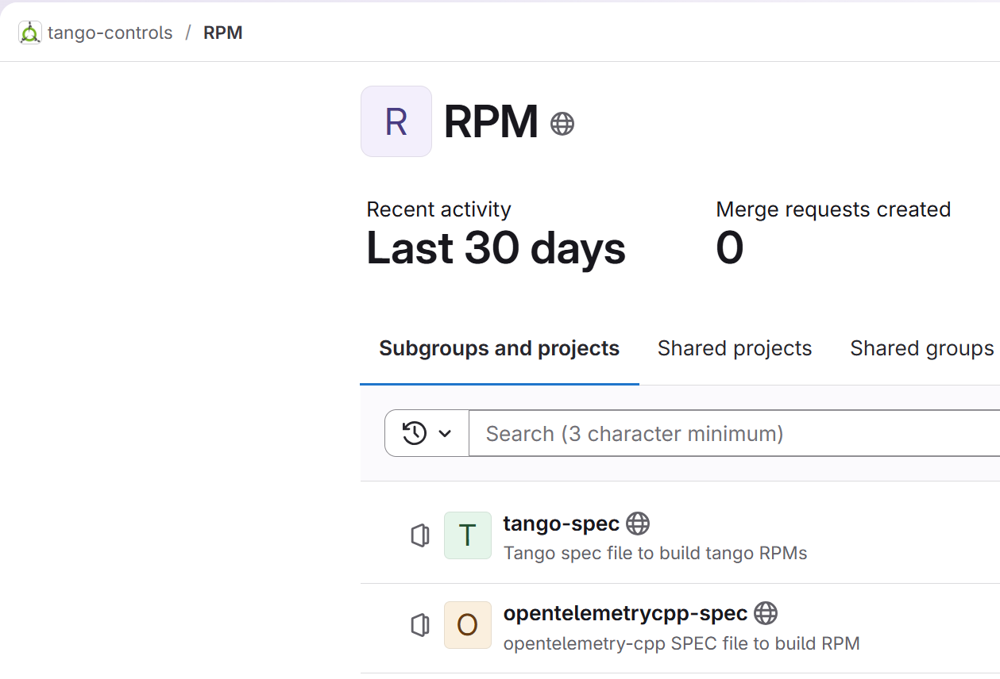 tango-controls / RPM
R RPM
Recent activity
Last 30 days
Merge requests created
0
Subgroups and projects Shared projects Shared groups
Search (3 character minimum)
T
tango-spec
Tango spec file to build tango RPMs
O
opentelemetrycpp-spec
opentelemetry-cpp SPEC file to build RPM